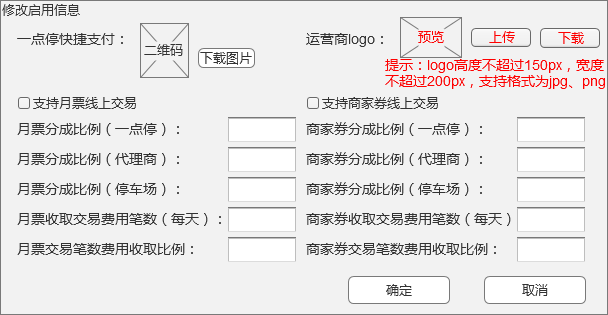 修改启用信息
一点停快捷支付： 二维码 下载图片 运营商logo： 预览 上传 下载
提示：logo高度不超过150px，宽度
不超过200px，支持格式为jpg、png
支持月票线上交易 支持商家券线上交易
月票分成比例（一点停）： 商家券分成比例（一点停）：
月票分成比例（代理商）： 商家券分成比例（代理商）：
月票分成比例（停车场）： 商家券分成比例（停车场）：
月票收取交易费用笔数（每天）： 商家券收取交易费用笔数（每天）
月票交易笔数费用收取比例： 商家券交易笔数费用收取比例：
确定 取消